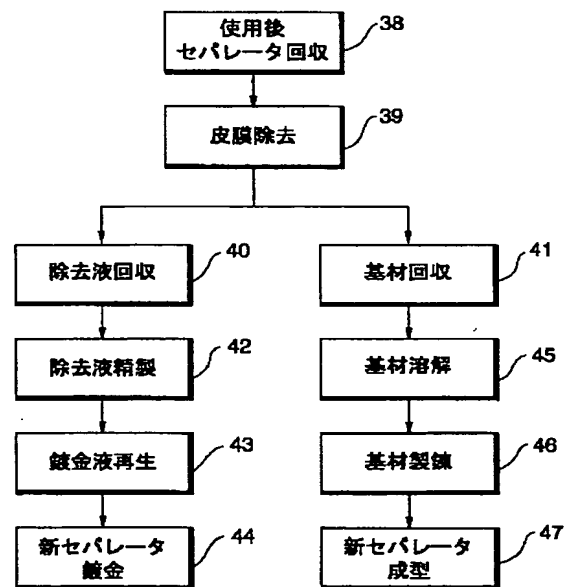 使用後
セパレータ回収
38
皮膜除去
39
除去液回収
40
基材回収
41
除去液精製
42
基材溶解
45
鍍金液再生
43
基材製錬
46
新セパレータ
鍍金
44
新セパレータ
成型
47